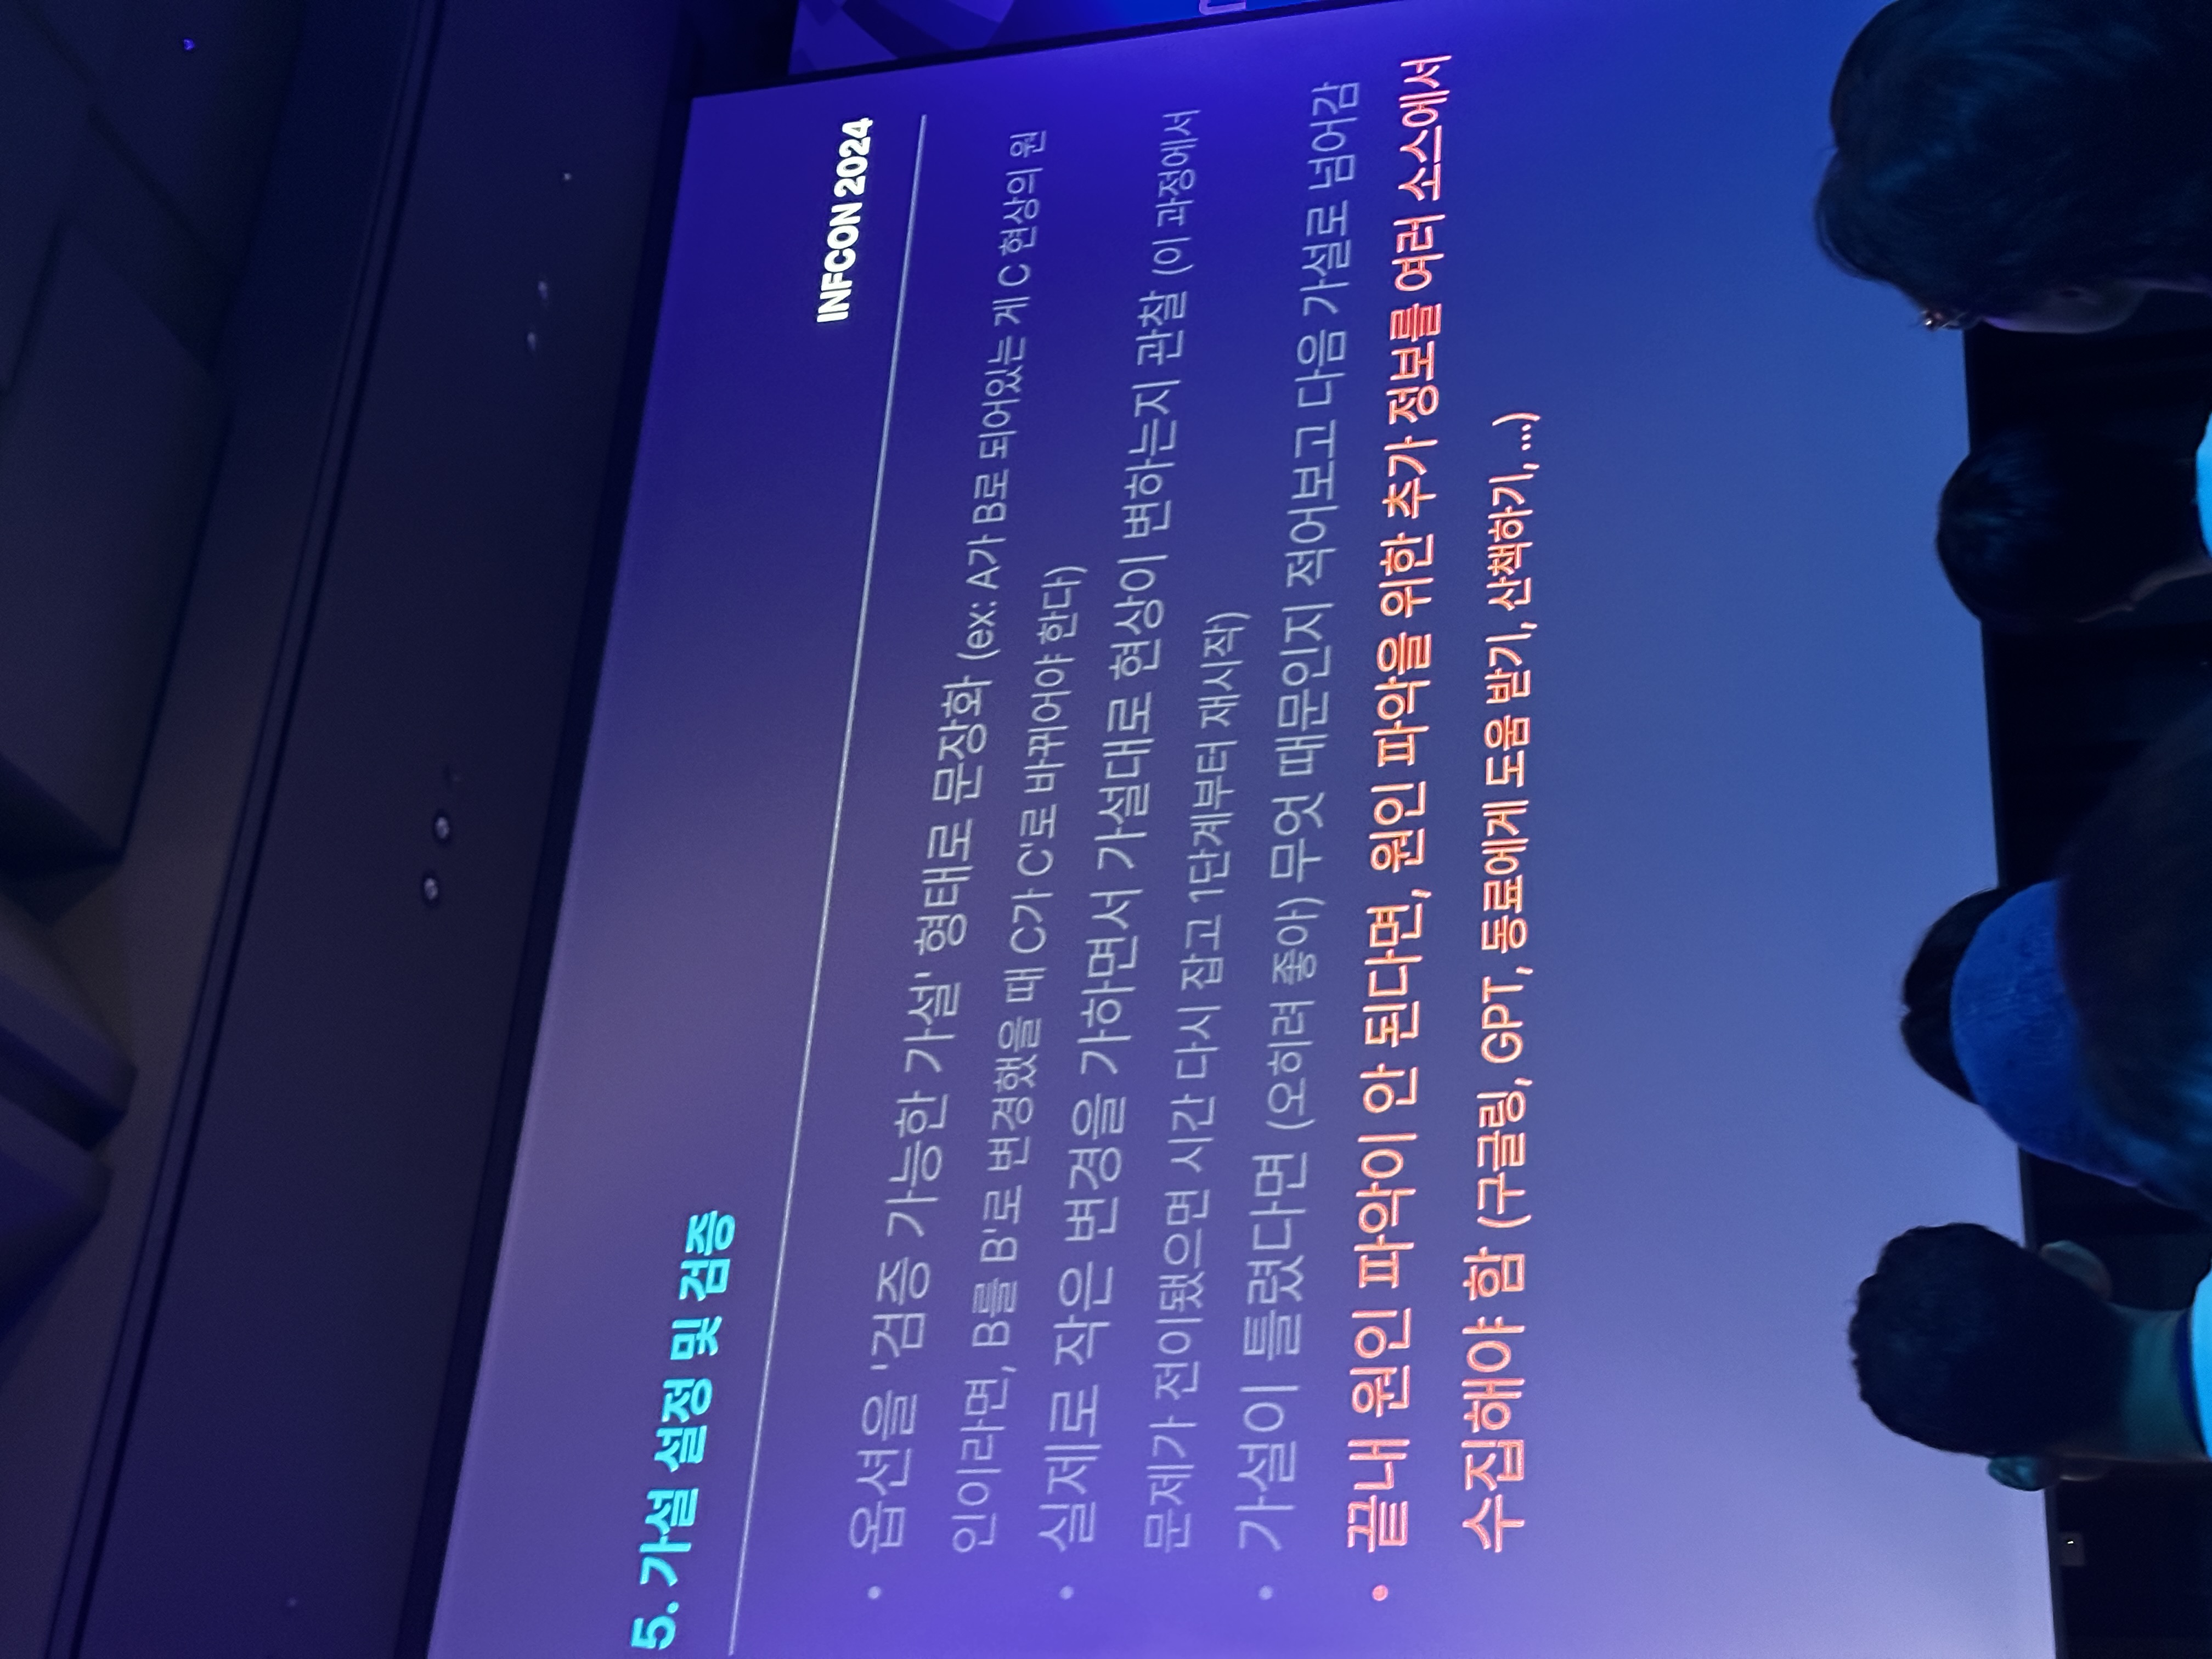 5. 가설 설정 및 검증
INFCON 2024
• 옵션을 '검증 가능한 가설' 형태로 문장화 (ex: A가 B로 되어있는 게 C 현상의 원
인이라면, B를 B'로 변경했을 때 C가 C'로 바뀌어야 한다)
• 실제로 작은 변경을 가하면서 가설대로 현상이 변하는지 관찰 (이 과정에서
문제가 전이됐으면 시간 다시 잡고 1단계부터 재시작)
• 가설이 틀렸다면 (오히려 좋아) 무엇 때문인지 적어보고 다음 가설로 넘어감
• 끝내 원인 파악이 안 된다면, 원인 파악을 위한 추가 정보를 여러 소스에서
수집해야 함 (구글링, GPT, 동료에게 도움 받기, 산책하기, ...)